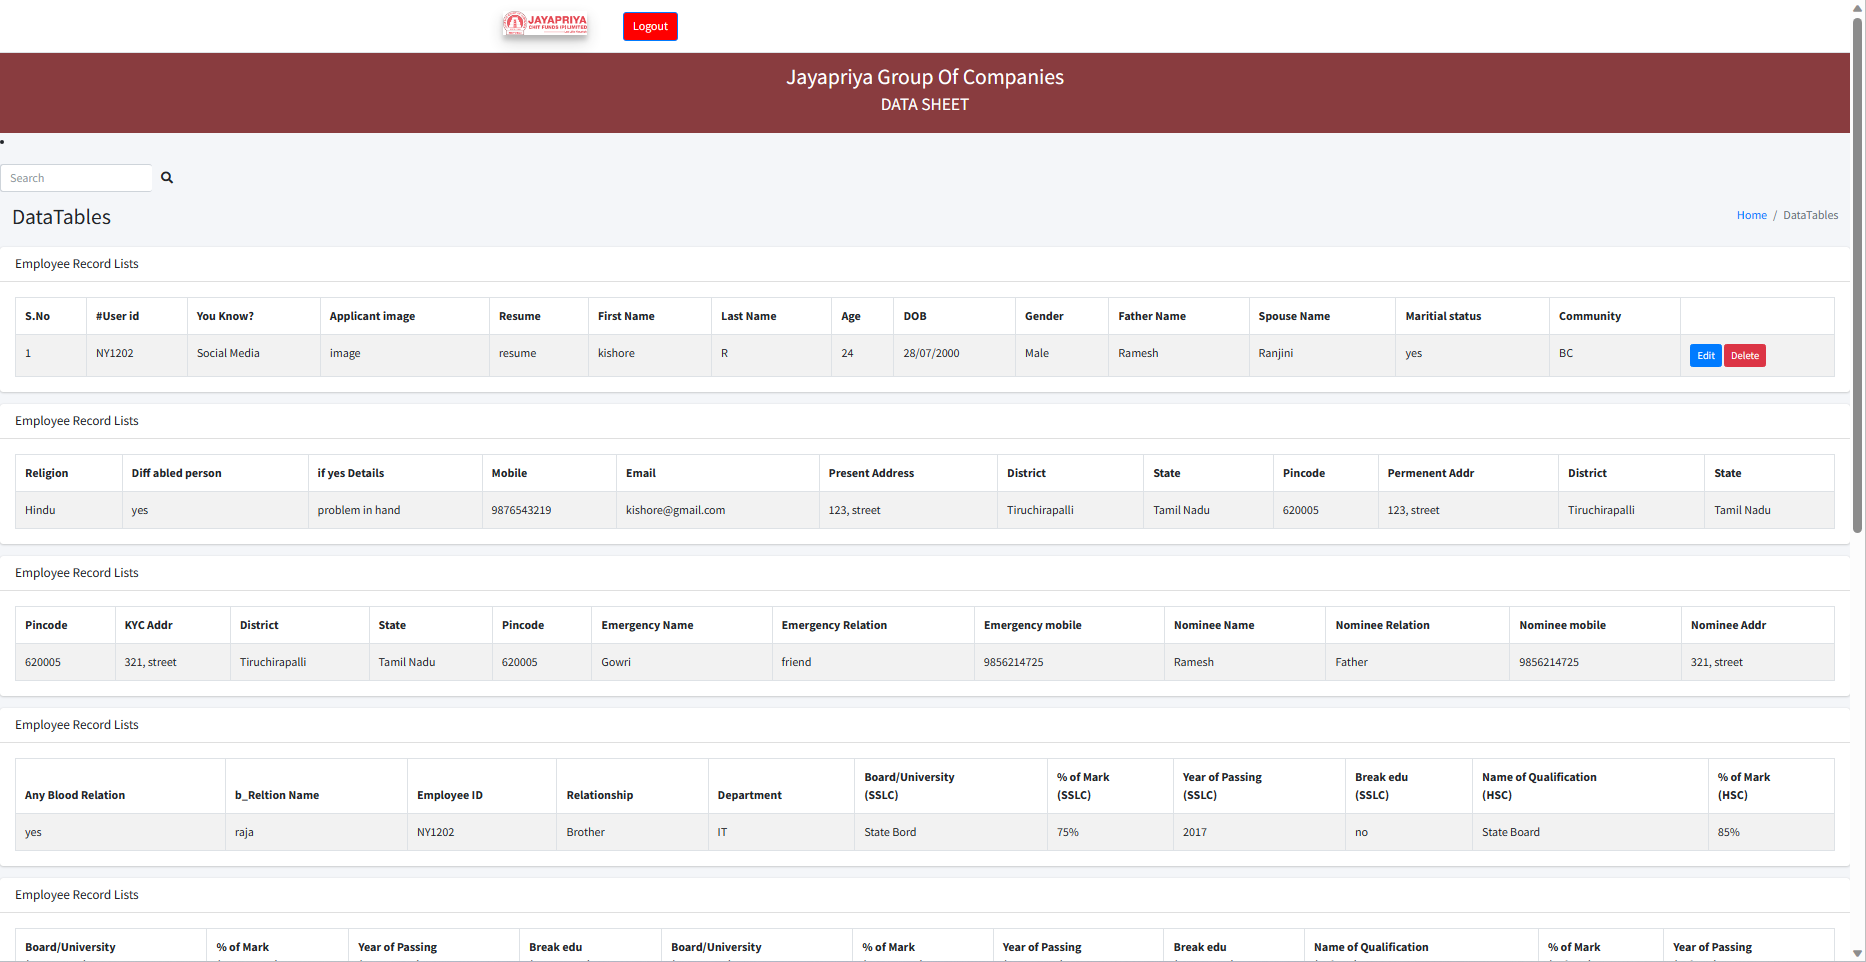 JAYAPRIYA
CHIT FUNDS (P) LIMITED
Logout
Jayapriya Group Of Companies
DATA SHEET
Search
DataTables
Home / DataTables
Employee Record Lists
S.No #User id You Know? Applicant image Resume First Name Last Name Age DOB Gender Father Name Spouse Name Maritial status Community
1 NY1202 Social Media image resume kishore R 24 28/07/2000 Male Ramesh Ranjini yes BC Edit Delete
Employee Record Lists
Religion Diff abled person if yes Details Mobile Email Present Address District State Pincode Permenent Addr District State
Hindu yes problem in hand 9876543219 kishore@gmail.com 123, street Tiruchirapalli Tamil Nadu 620005 123, street Tiruchirapalli Tamil Nadu
Employee Record Lists
Pincode KYC Addr District State Pincode Emergency Name Emergency Relation Emergency mobile Nominee Name Nominee Relation Nominee mobile Nominee Addr
620005 321, street Tiruchirapalli Tamil Nadu 620005 Gowri friend 9856214725 Ramesh Father 9856214725 321, street
Employee Record Lists
Board/University % of Mark Year of Passing Break edu Name of Qualification % of Mark
Any Blood Relation b_Reltion Name Employee ID Relationship Department (SSLC) (SSLC) (SSLC) (SSLC) (HSC) (HSC)
yes raja NY1202 Brother IT State Bord 75% 2017 no State Board 85%
Employee Record Lists
Board/University % of Mark Year of Passing Break edu Board/University % of Mark Year of Passing Break edu Name of Qualification % of Mark Year of Passing